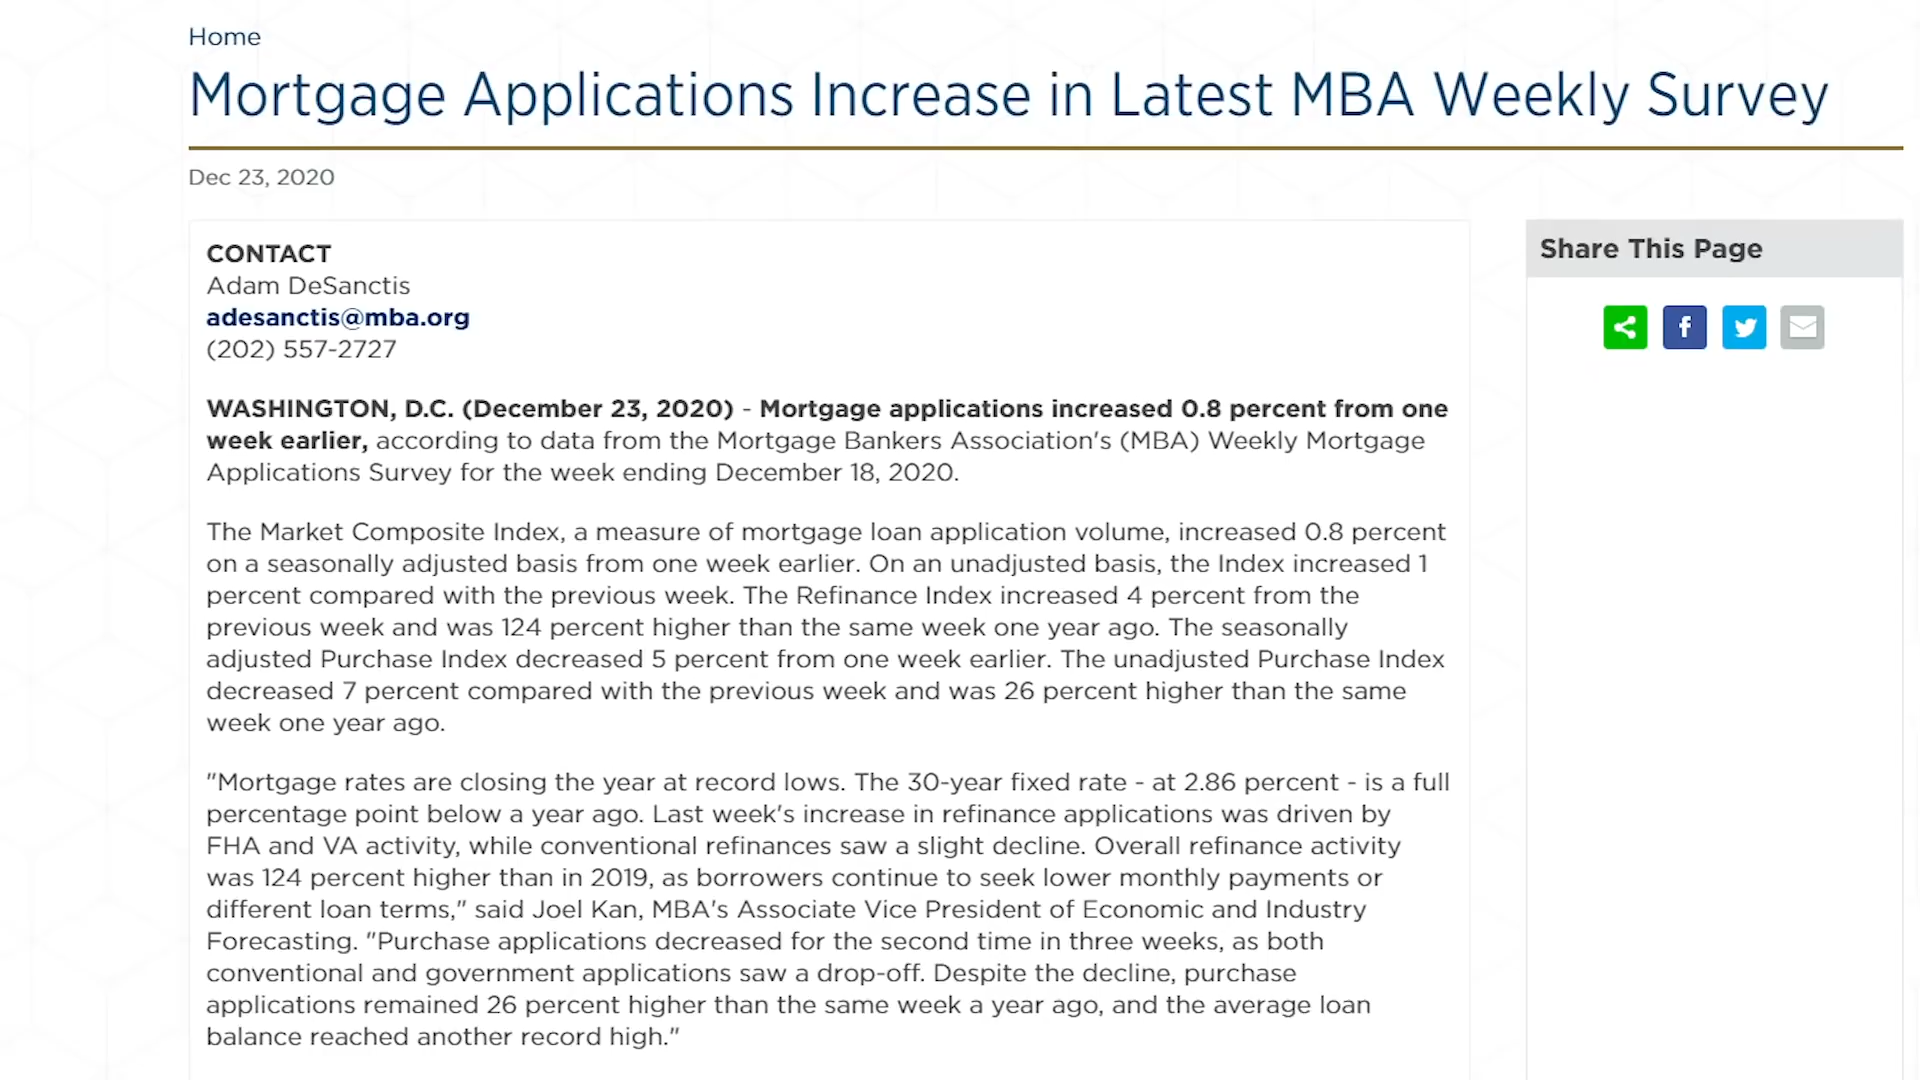 Home
Mortgage Applications Increase in Latest MBA Weekly Survey
Dec 23, 2020
CONTACT
Adam DeSanctis
adesanctis@mba.org
(202) 557-2727
WASHINGTON, D.C. (December 23, 2020) - Mortgage applications increased 0.8 percent from one
week earlier, according to data from the Mortgage Bankers Association's (MBA) Weekly Mortgage
Applications Survey for the week ending December 18, 2020.
The Market Composite Index, a measure of mortgage loan application volume, increased 0.8 percent
on a seasonally adjusted basis from one week earlier. On an unadjusted basis, the Index increased 1
percent compared with the previous week. The Refinance Index increased 4 percent from the
previous week and was 124 percent higher than the same week one year ago. The seasonally
adjusted Purchase Index decreased 5 percent from one week earlier. The unadjusted Purchase Index
decreased 7 percent compared with the previous week and was 26 percent higher than the same
week one year ago.
"Mortgage rates are closing the year at record lows. The 30-year fixed rate - at 2.86 percent - is a full
percentage point below a year ago. Last week's increase in refinance applications was driven by
FHA and VA activity, while conventional refinances saw a slight decline. Overall refinance activity
was 124 percent higher than in 2019, as borrowers continue to seek lower monthly payments or
different loan terms," said Joel Kan, MBA's Associate Vice President of Economic and Industry
Forecasting. "Purchase applications decreased for the second time in three weeks, as both
conventional and government applications saw a drop-off. Despite the decline, purchase
applications remained 26 percent higher than the same week a year ago, and the average loan
balance reached another record high."
Share This Page